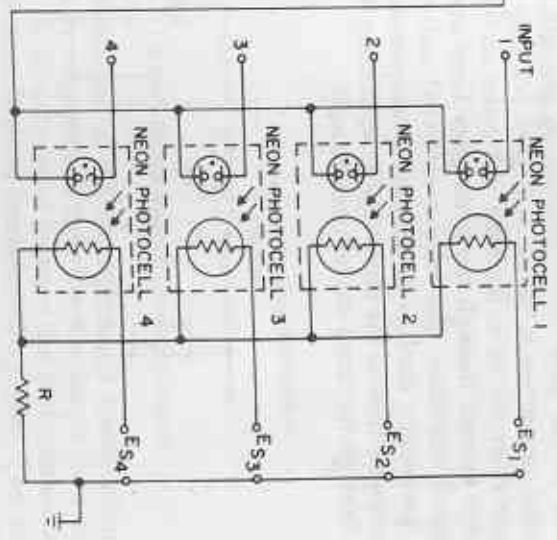 INPUT
1
2
3
4
NEON PHOTOCELL 1
NEON PHOTOCELL 2
NEON PHOTOCELL 3
NEON PHOTOCELL 4
ES1
ES2
ES3
ES4
R